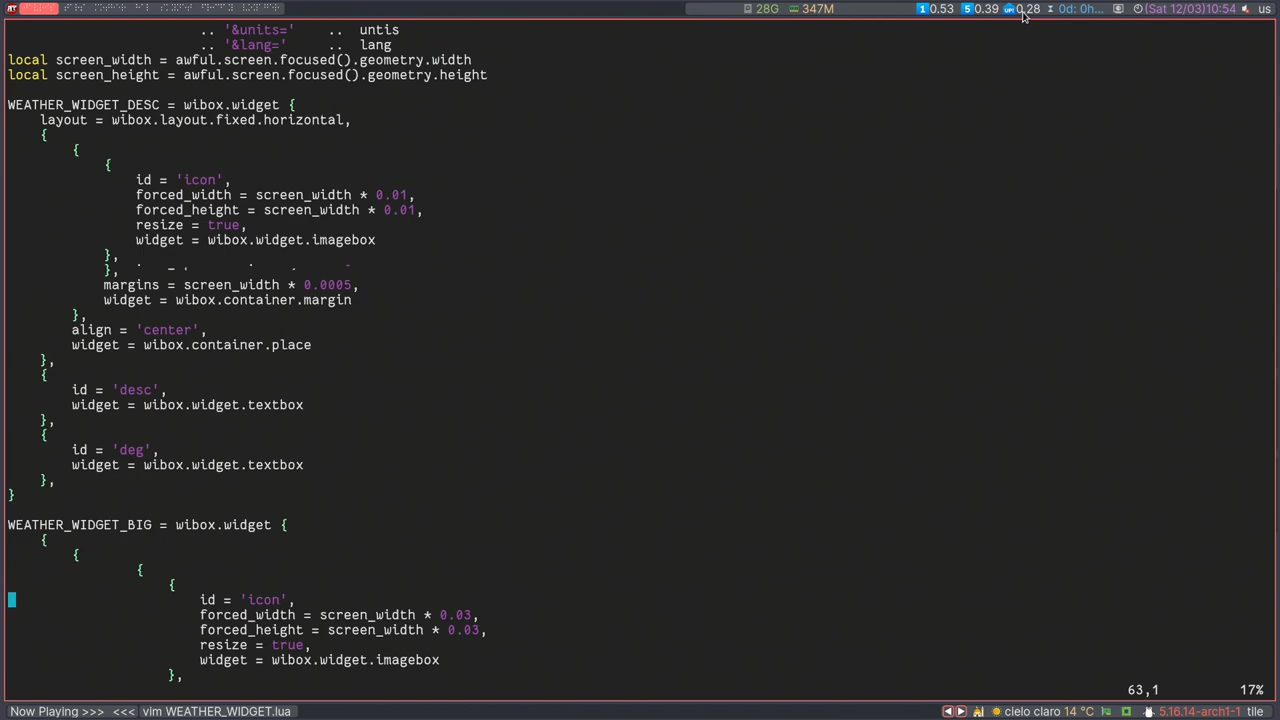 28G 347M 1 0.53 5 0.39 UP! 0.28 0d: 0h... (Sat 12/03)10:54 us
.. '&units=' .. untis
.. '&lang=' .. lang
local screen_width = awful.screen.focused().geometry.width
local screen_height = awful.screen.focused().geometry.height
WEATHER_WIDGET_DESC = wibox.widget {
layout = wibox.layout.fixed.horizontal,
{
{
{
id = 'icon',
forced_width = screen_width * 0.01,
forced_height = screen_width * 0.01,
resize = true,
widget = wibox.widget.imagebox
},
},
margins = screen_width * 0.0005,
widget = wibox.container.margin
},
align = 'center',
widget = wibox.container.place
},
{
id = 'desc',
widget = wibox.widget.textbox
},
{
id = 'deg',
widget = wibox.widget.textbox
},
}
WEATHER_WIDGET_BIG = wibox.widget {
{
{
{
{
id = 'icon',
forced_width = screen_width * 0.03,
forced_height = screen_width * 0.03,
resize = true,
widget = wibox.widget.imagebox
},
63,1 17%
Now Playing >>> <<< vim WEATHER_WIDGET.lua cielo claro 14 °C 5.16.14-arch1-1 tile